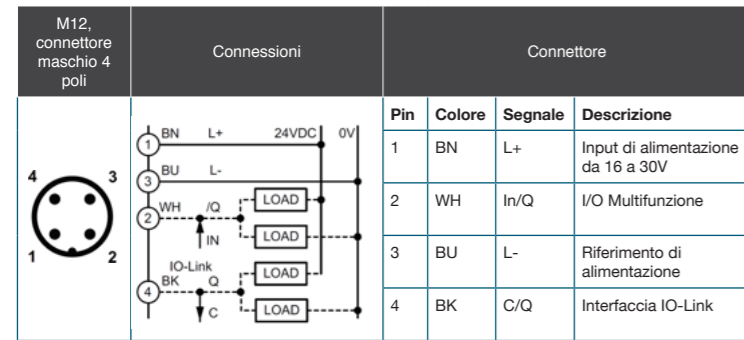 M12,
connettore
maschio 4
poli
Connessioni
Connettore
4 3
1 2
1 BN L+ 24VDC 0V
3 BU L-
2 WH /Q LOAD
IN LOAD
IO-Link LOAD
4 BK Q
C LOAD
Pin Colore Segnale Descrizione
1 BN L+ Input di alimentazione
da 16 a 30V
2 WH In/Q I/O Multifunzione
3 BU L- Riferimento di
alimentazione
4 BK C/Q Interfaccia IO-Link